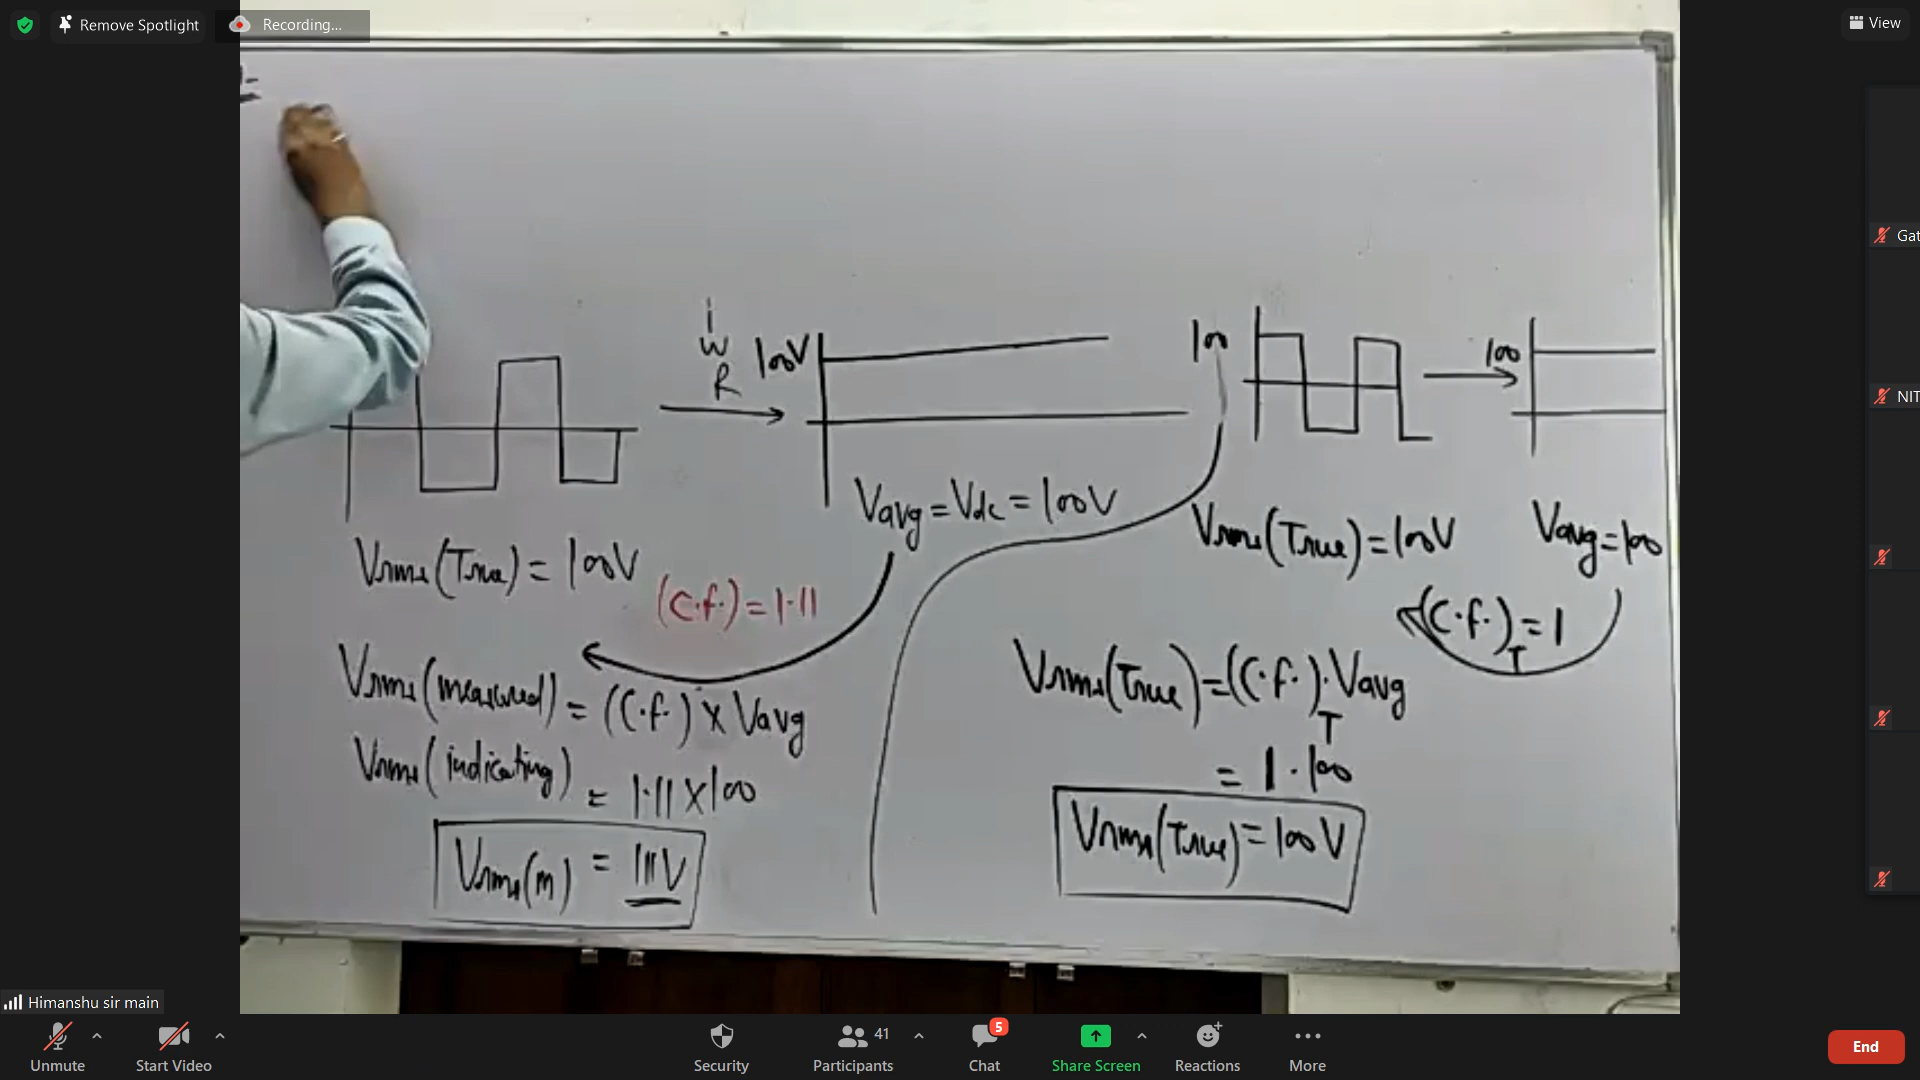 Remove Spotlight
Recording...
View
i
w
R
100V
100
100
Vavg = Vdc = 100V
Vrms(True) = 100V
(C.f.) = 1.11
Vrms(measured) = (C.f.) X Vavg
Vrms(indicating) = 1.11 X 100
Vrms(m) = 111V
Vrms(True) = 100V
Vavg = 100
(C.f.)T = 1
Vrms(True) = (C.f.)T . Vavg
= 1 . 100
Vrms(True) = 100 V
Gat
NIT
Himanshu sir main
Unmute
Start Video
Security
Participants
41
Chat
5
Share Screen
Reactions
More
End